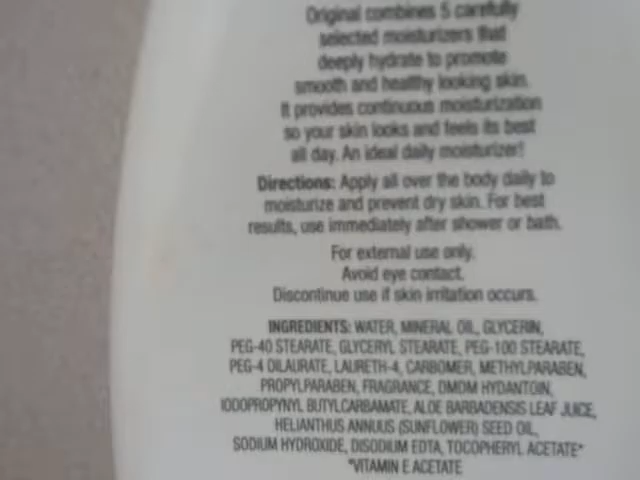 Original combines 5 carefully
selected moisturizers that
deeply hydrate to promote
smooth and healthy looking skin.
It provides continuous moisturization
so your skin looks and feels its best
all day. An ideal daily moisturizer!
Directions: Apply all over the body daily to
moisturize and prevent dry skin. For best
results, use immediately after shower or bath.
For external use only.
Avoid eye contact.
Discontinue use if skin irritation occurs.
INGREDIENTS: WATER, MINERAL OIL, GLYCERIN,
PEG-40 STEARATE, GLYCERYL STEARATE, PEG-100 STEARATE,
PEG-4 DILAURATE, LAURETH-4, CARBOMER, METHYLPARABEN,
PROPYLPARABEN, FRAGRANCE, DMDM HYDANTOIN,
IODOPROPYNYL BUTYLCARBAMATE, ALOE BARBADENSIS LEAF JUICE,
HELIANTHUS ANNUUS (SUNFLOWER) SEED OIL,
SODIUM HYDROXIDE, DISODIUM EDTA, TOCOPHERYL ACETATE*
*VITAMIN E ACETATE